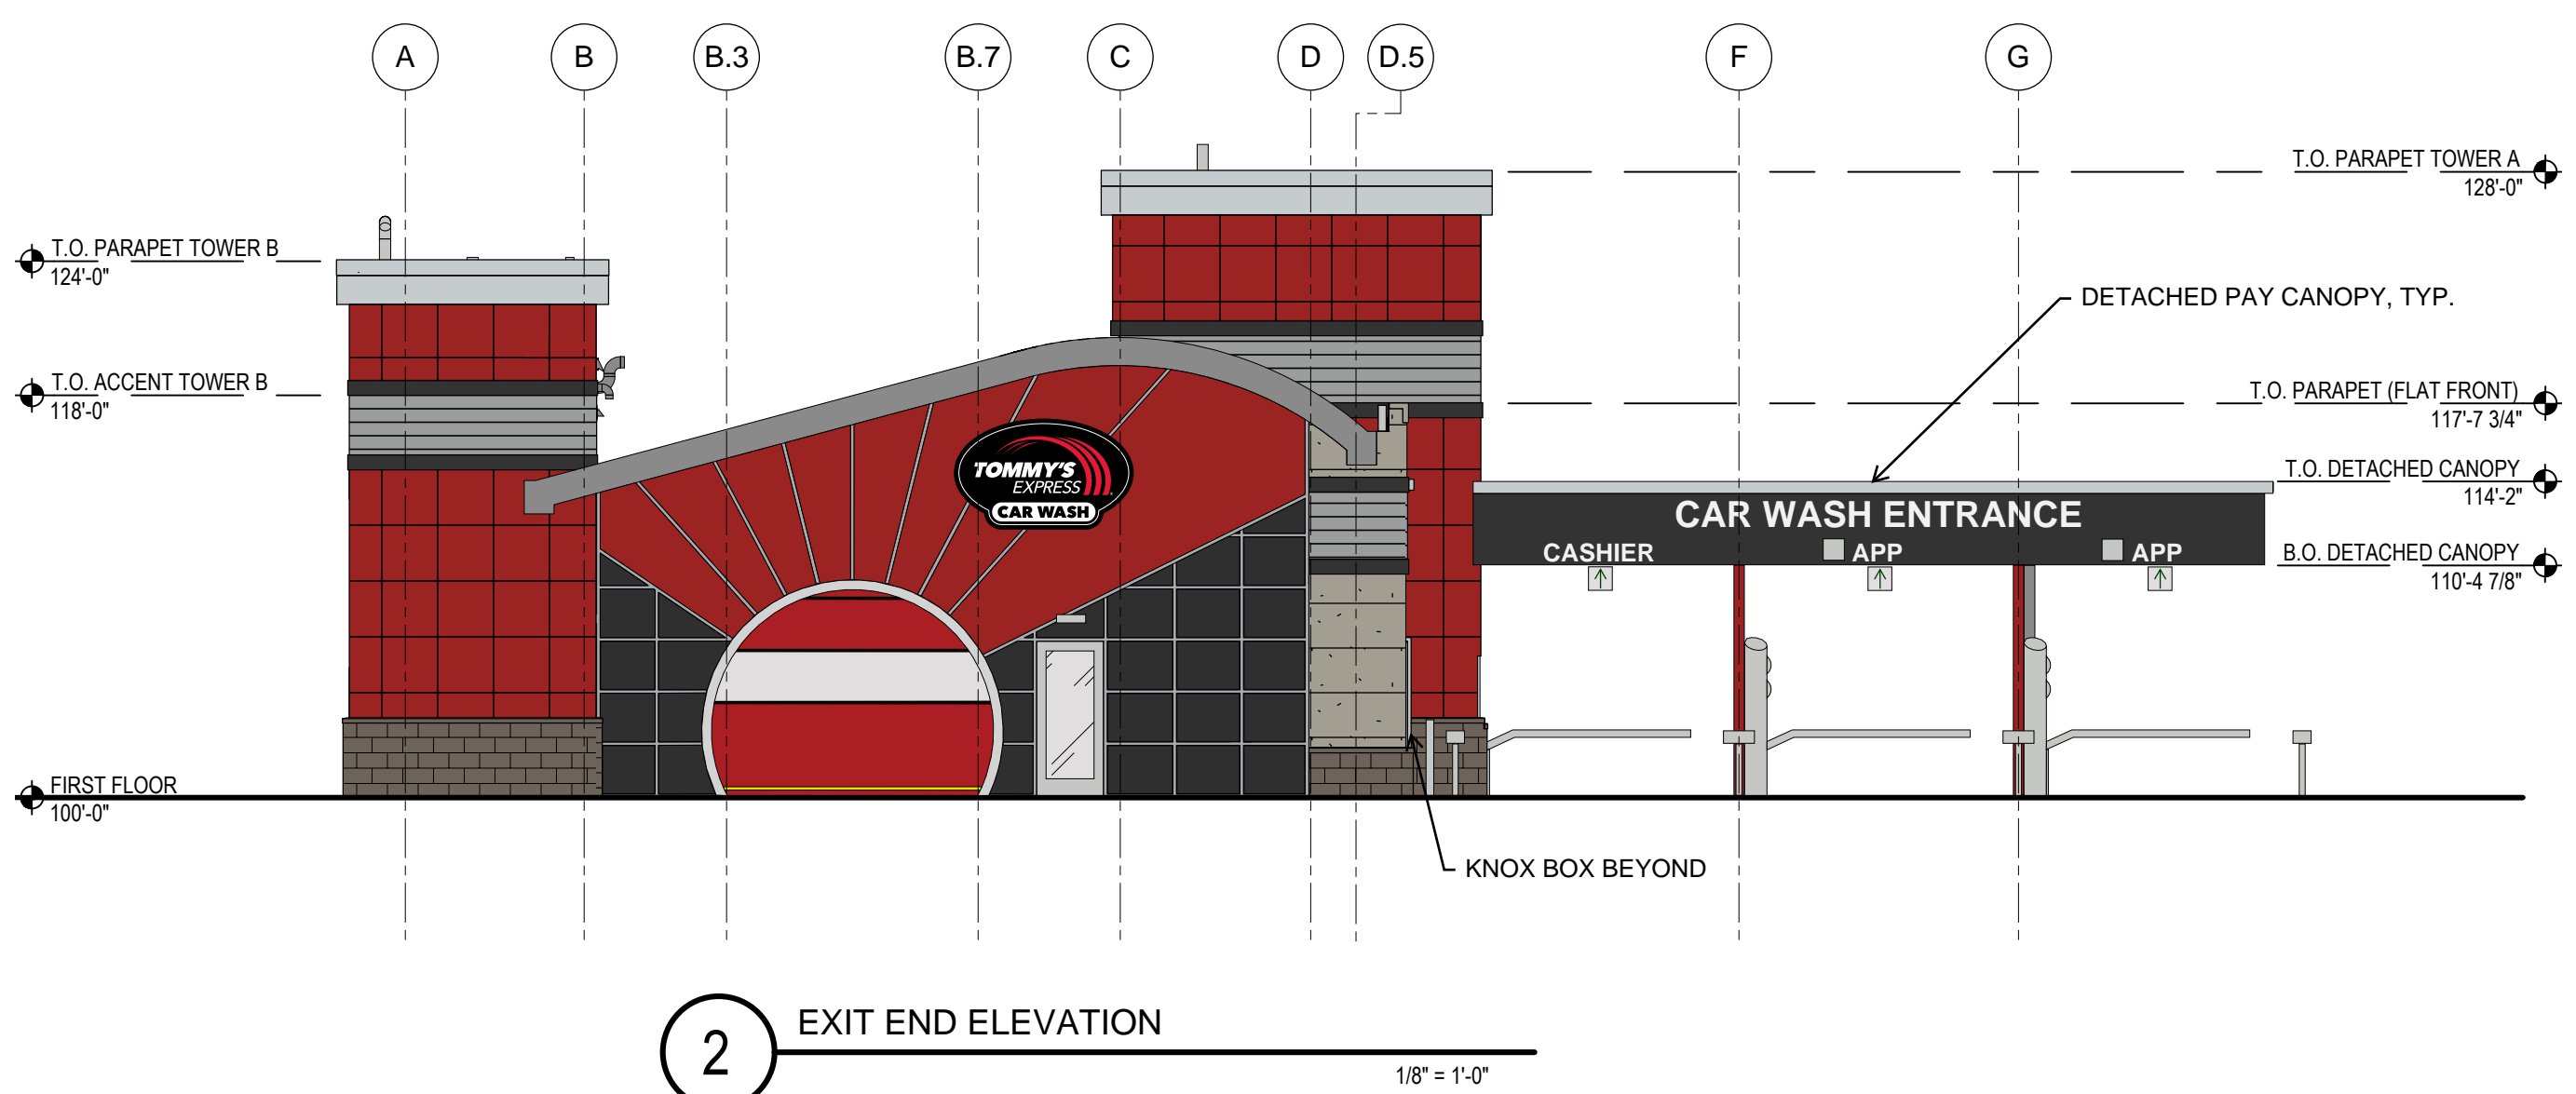 A B B.3 B.7 C D D.5 F G
T.O. PARAPET TOWER A
128'-0"
T.O. PARAPET TOWER B
124'-0"
DETACHED PAY CANOPY, TYP.
T.O. ACCENT TOWER B
118'-0"
T.O. PARAPET (FLAT FRONT)
117'-7 3/4"
TOMMY'S
EXPRESS
CAR WASH
T.O. DETACHED CANOPY
114'-2"
CAR WASH ENTRANCE
CASHIER APP APP
B.O. DETACHED CANOPY
110'-4 7/8"
FIRST FLOOR
100'-0"
KNOX BOX BEYOND
2 EXIT END ELEVATION
1/8" = 1'-0"